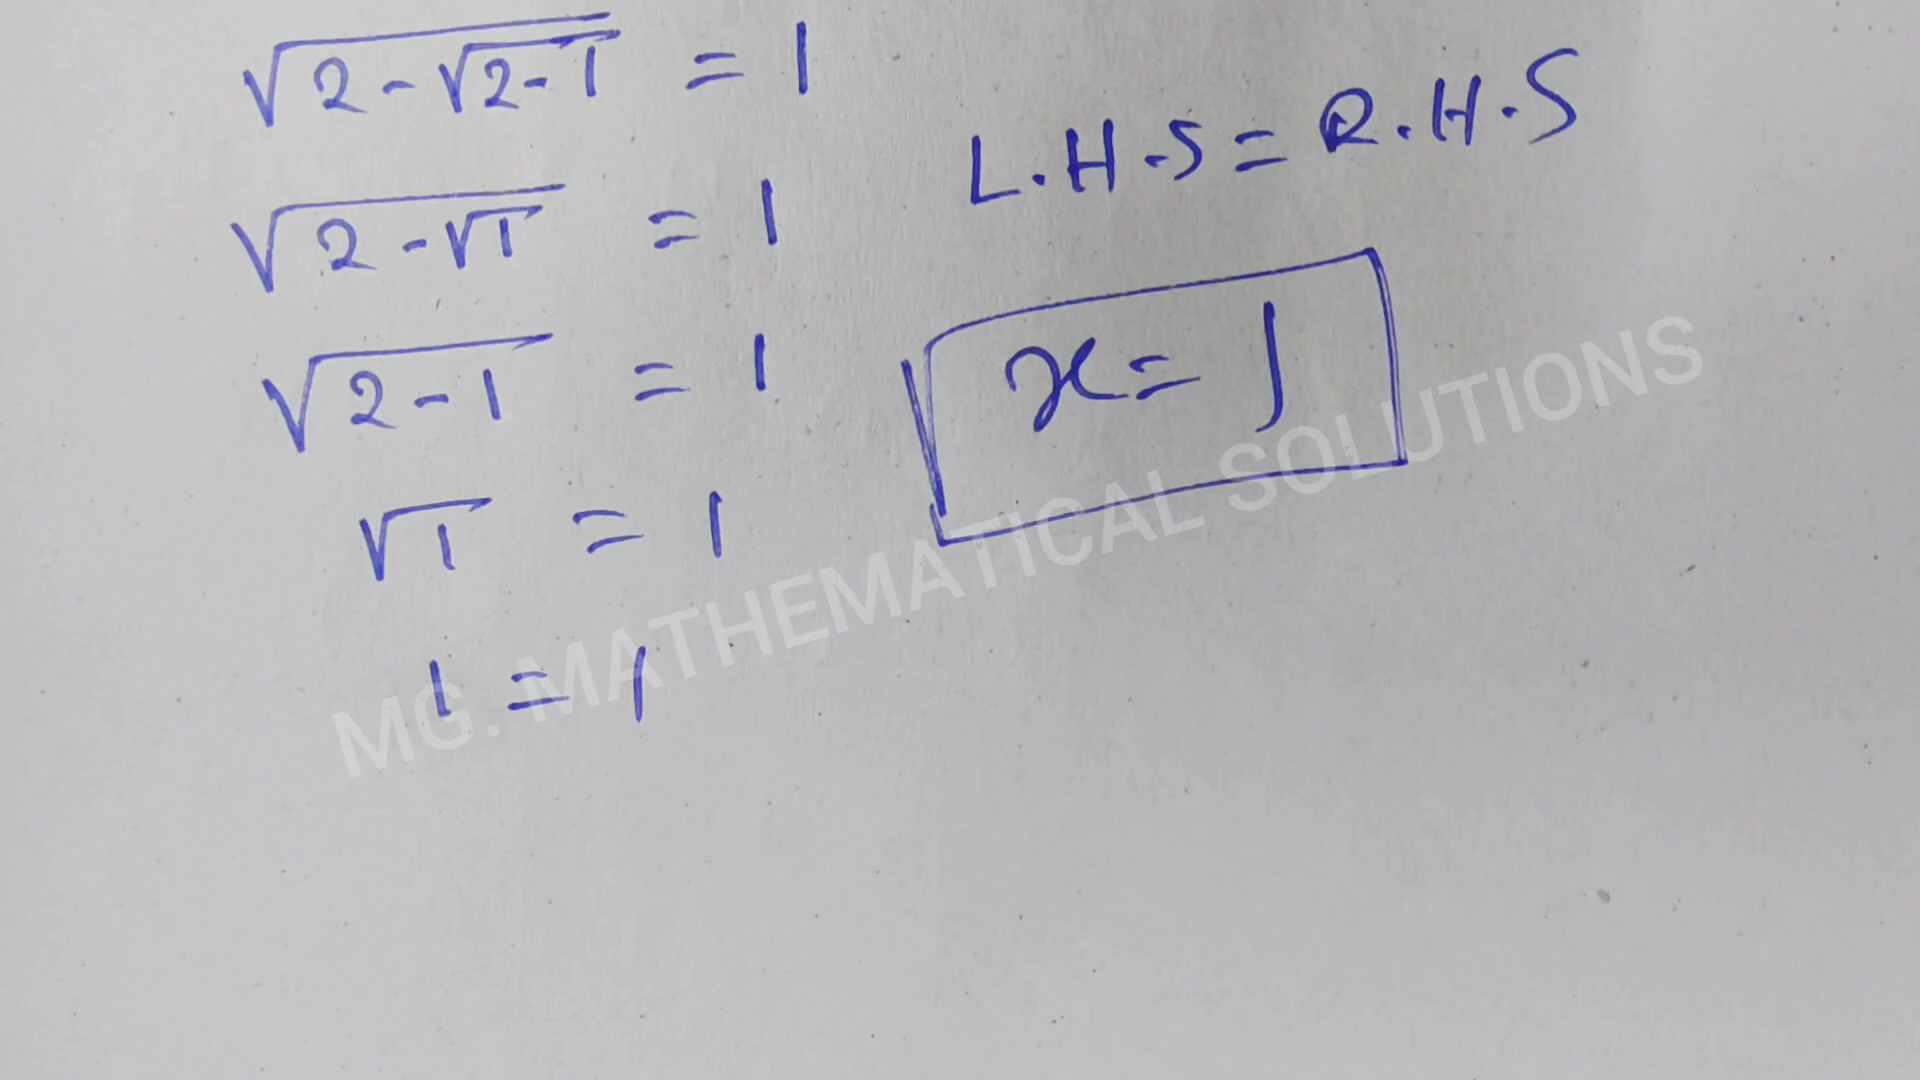 √(2-√(2-1)) = 1
√(2-√1) = 1
√(2-1) = 1
√1 = 1
1 = 1
L.H.S = R.H.S
x = 1
MG. MATHEMATICAL SOLUTIONS